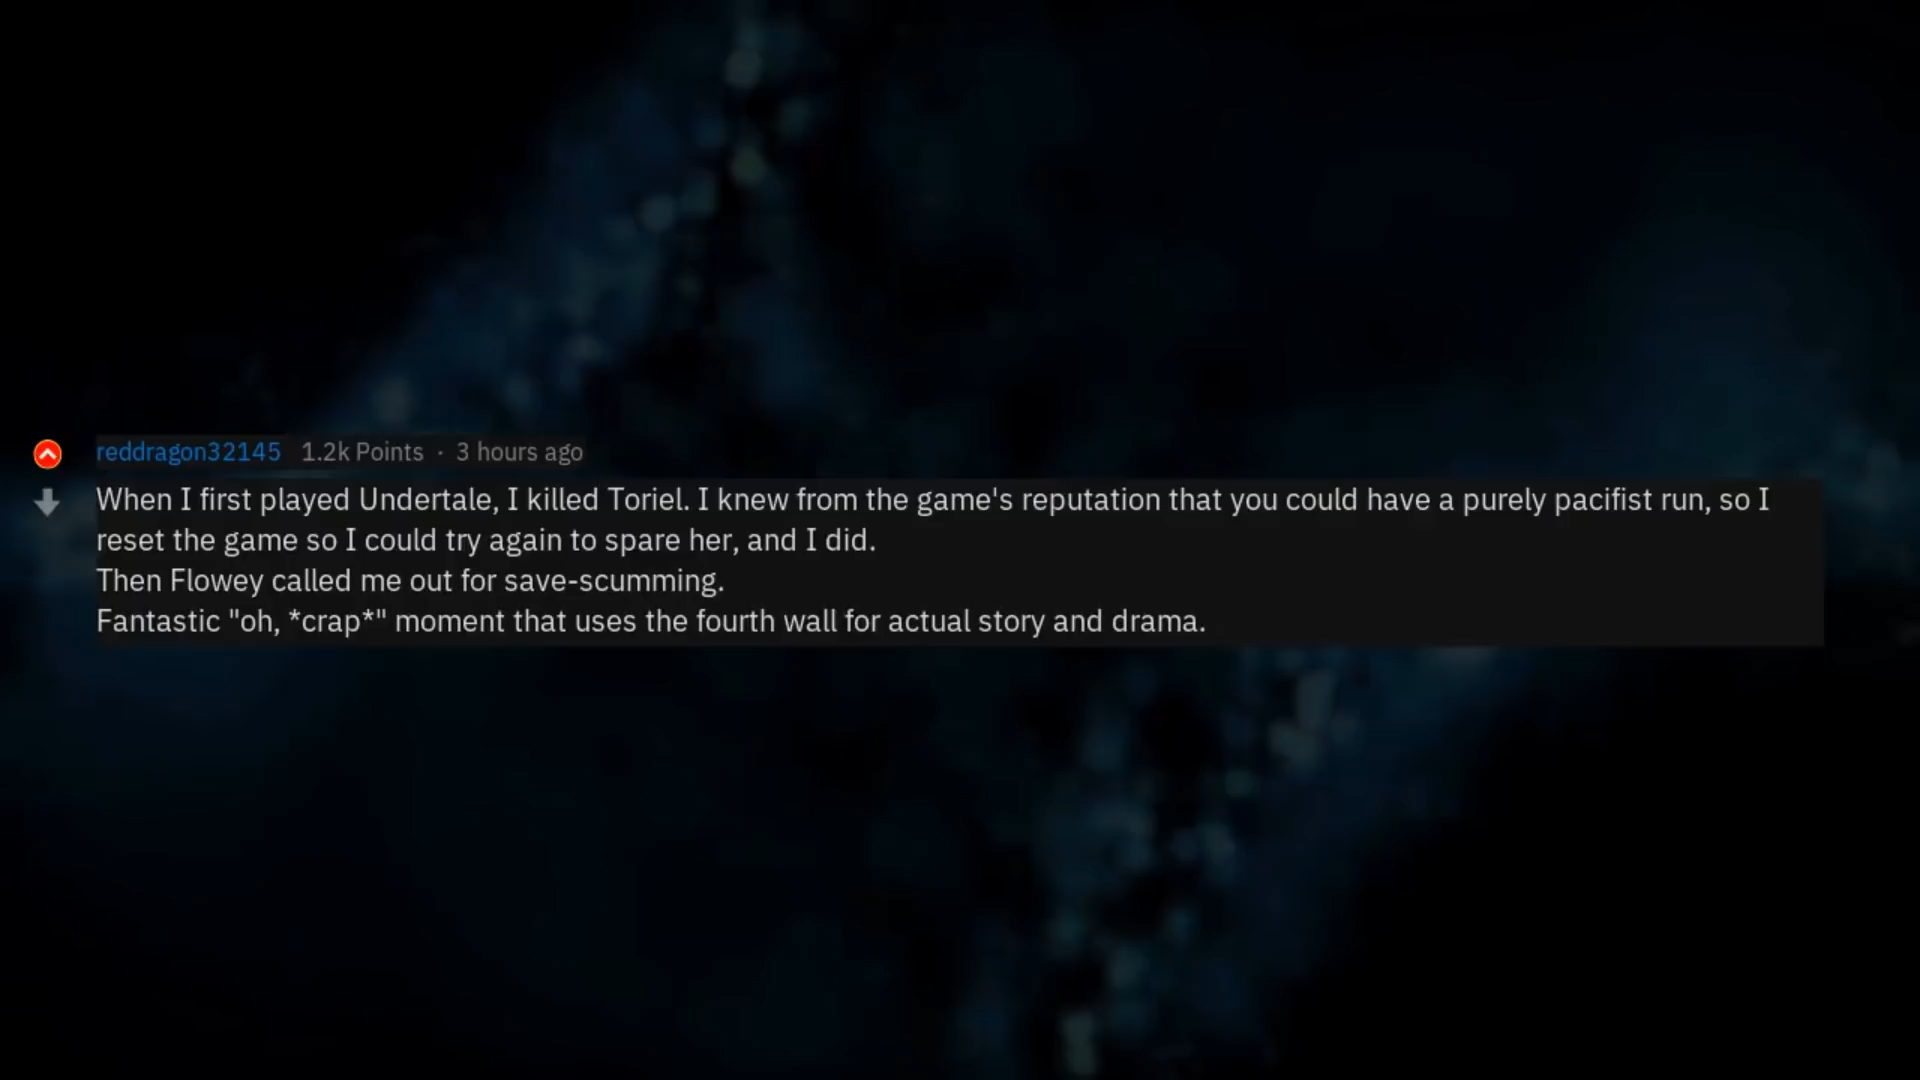 reddragon32145 1.2k Points · 3 hours ago
When I first played Undertale, I killed Toriel. I knew from the game's reputation that you could have a purely pacifist run, so I
reset the game so I could try again to spare her, and I did.
Then Flowey called me out for save-scumming.
Fantastic "oh, *crap*" moment that uses the fourth wall for actual story and drama.